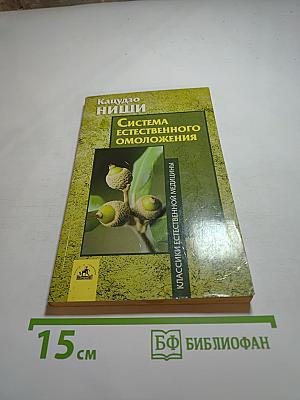 Кацудзо
НИШИ
СИСТЕМА
ЕСТЕСТВЕННОГО
ОМОЛОЖЕНИЯ
КЛАССИКИ ЕСТЕСТВЕННОЙ МЕДИЦИНЫ
15 см
БФ БИБЛИОФАН